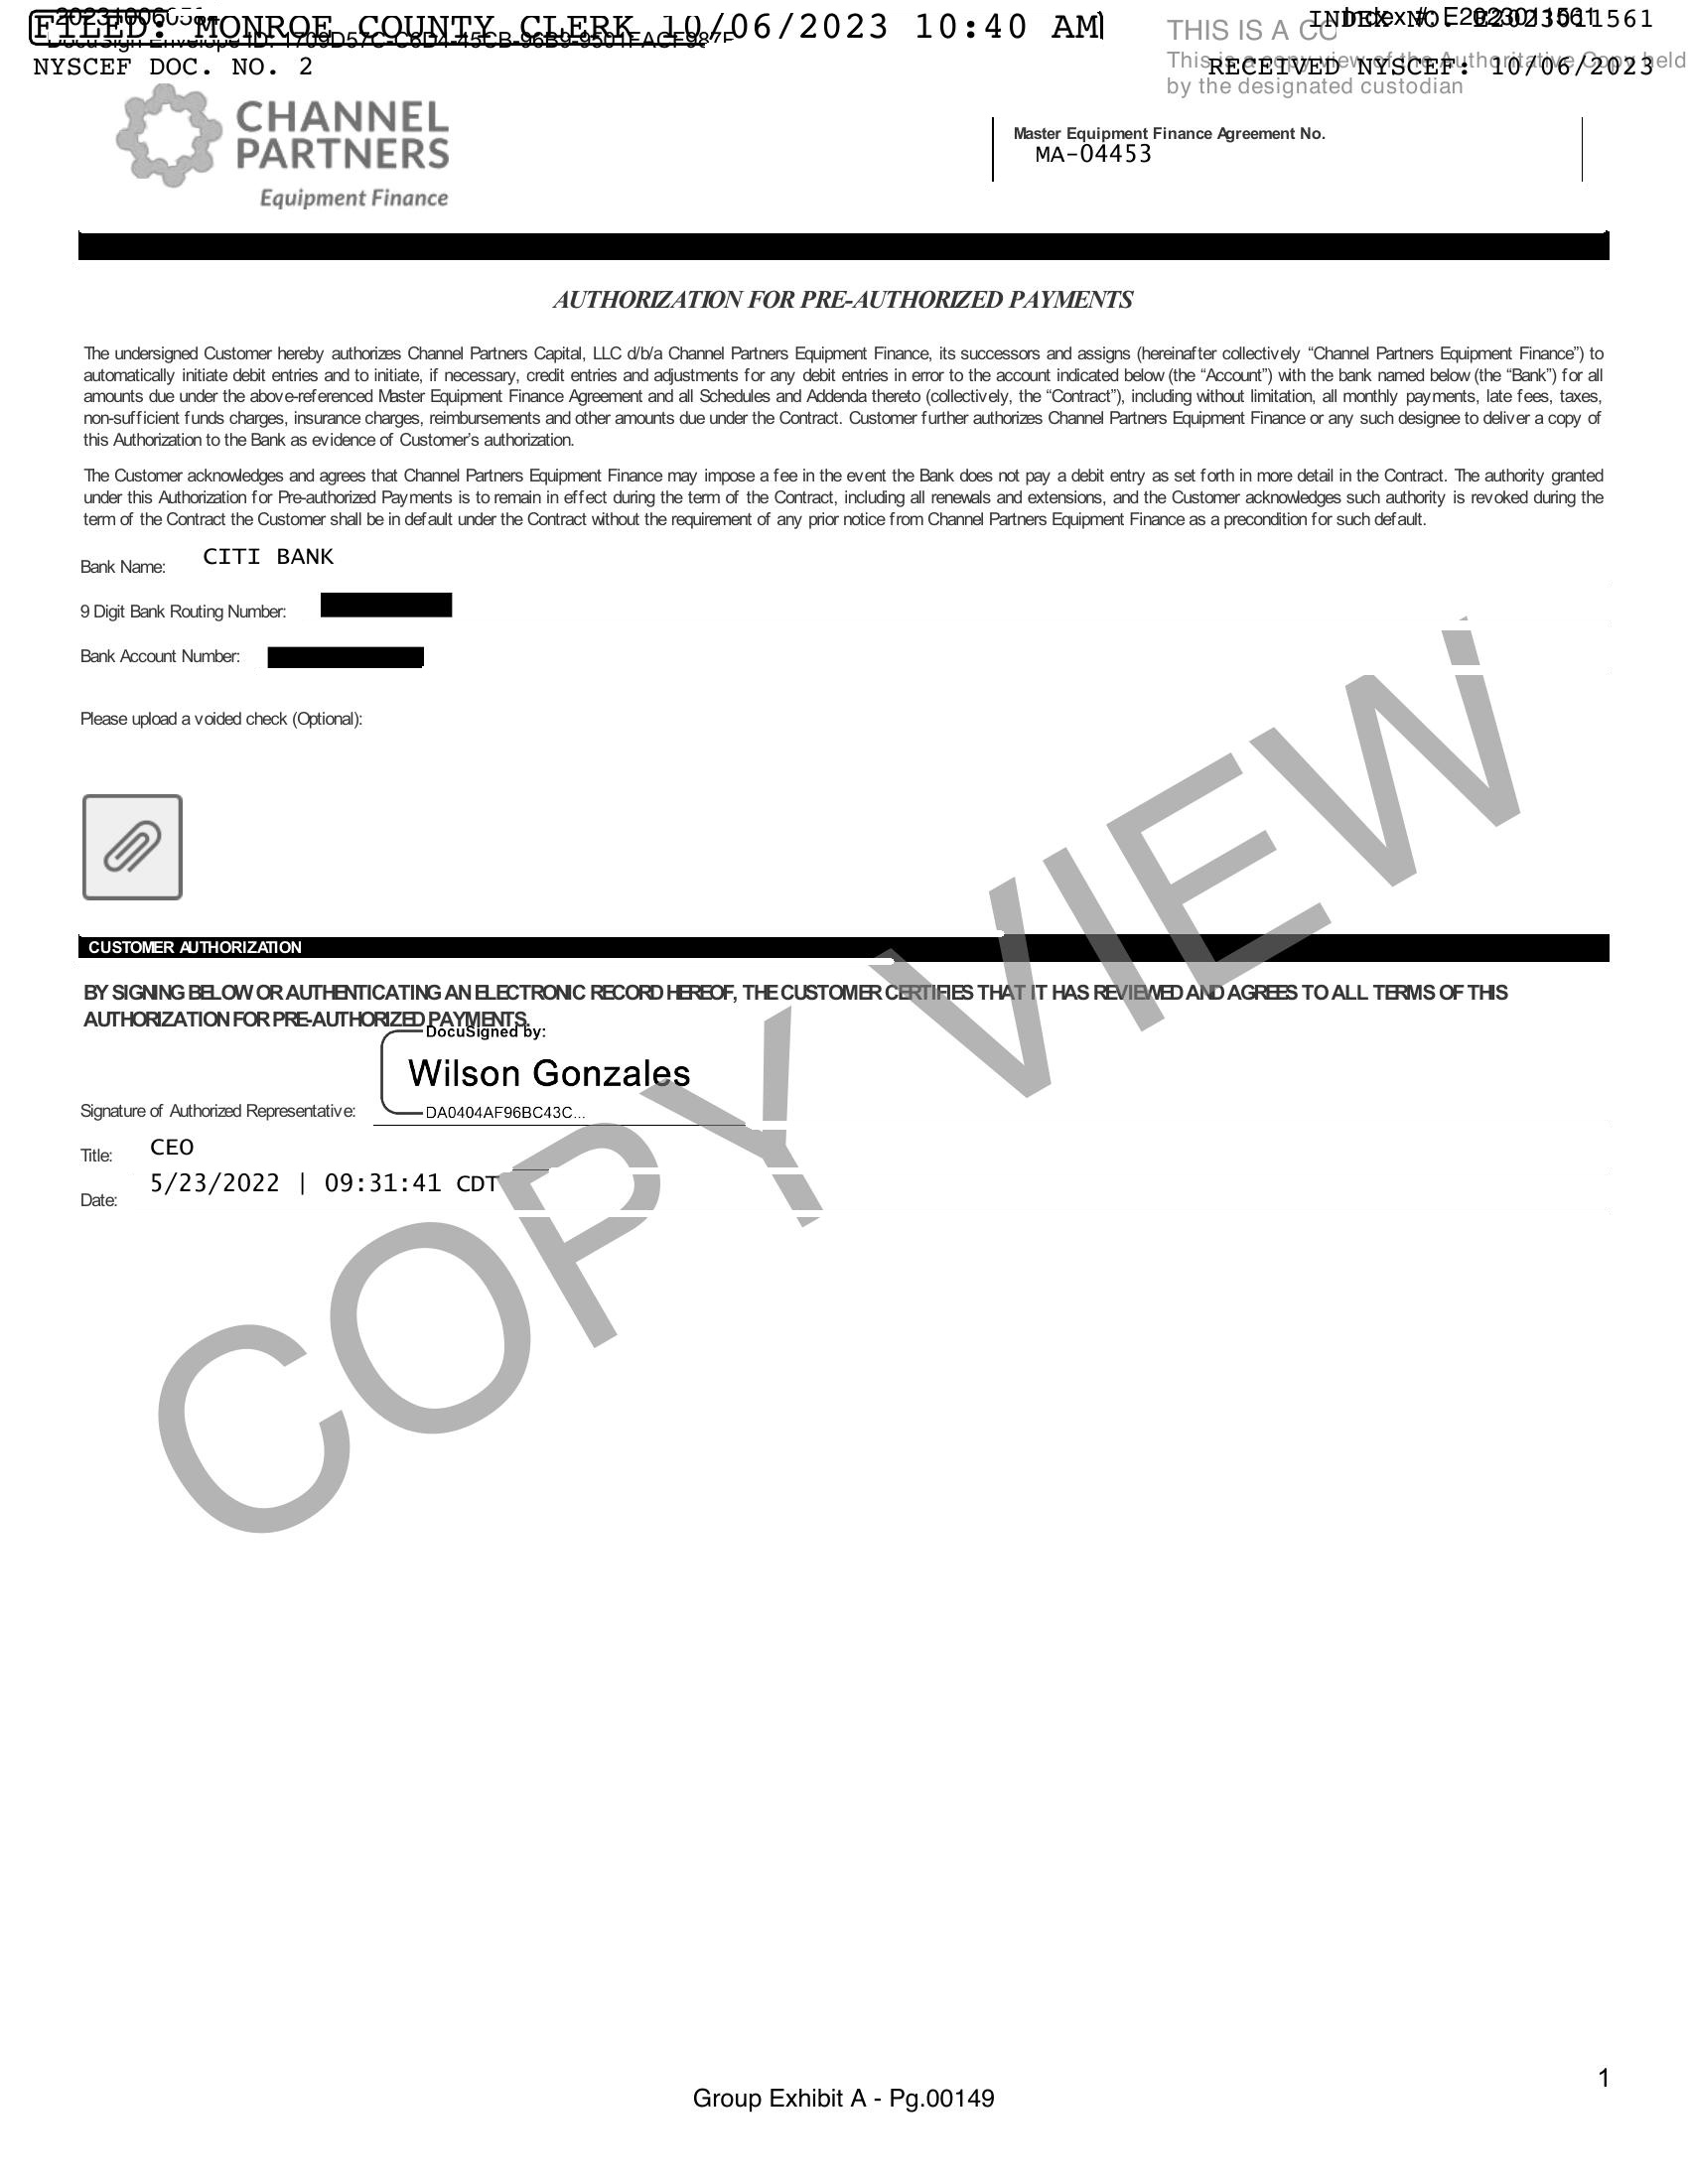 FILED: MONROE COUNTY CLERK 10/06/2023 10:40 AM
INDEX NO. E2023011561
NYSCEF DOC. NO. 2
RECEIVED NYSCEF: 10/06/2023
THIS IS A
This is a copy view of the Authoritative Copy held
by the designated custodian
CHANNEL
PARTNERS
Equipment Finance
Master Equipment Finance Agreement No.
MA-04453
AUTHORIZATION FOR PRE-AUTHORIZED PAYMENTS
The undersigned Customer hereby authorizes Channel Partners Capital, LLC d/b/a Channel Partners Equipment Finance, its successors and assigns (hereinafter collectively “Channel Partners Equipment Finance”) to
automatically initiate debit entries and to initiate, if necessary, credit entries and adjustments for any debit entries in error to the account indicated below (the “Account”) with the bank named below (the “Bank”) for all
amounts due under the above-referenced Master Equipment Finance Agreement and all Schedules and Addenda thereto (collectively, the “Contract”), including without limitation, all monthly payments, late fees, taxes,
non-sufficient funds charges, insurance charges, reimbursements and other amounts due under the Contract. Customer further authorizes Channel Partners Equipment Finance or any such designee to deliver a copy of
this Authorization to the Bank as evidence of Customer’s authorization.
The Customer acknowledges and agrees that Channel Partners Equipment Finance may impose a fee in the event the Bank does not pay a debit entry as set forth in more detail in the Contract. The authority granted
under this Authorization for Pre-authorized Payments is to remain in effect during the term of the Contract, including all renewals and extensions, and the Customer acknowledges such authority is revoked during the
term of the Contract the Customer shall be in default under the Contract without the requirement of any prior notice from Channel Partners Equipment Finance as a precondition for such default.
Bank Name: CITI BANK
9 Digit Bank Routing Number:
Bank Account Number:
Please upload a voided check (Optional):
CUSTOMER AUTHORIZATION
BY SIGNING BELOW OR AUTHENTICATING AN ELECTRONIC RECORD HEREOF, THE CUSTOMER CERTIFIES THAT IT HAS REVIEWED AND AGREES TO ALL TERMS OF THIS
AUTHORIZATION FOR PRE-AUTHORIZED PAYMENTS.
DocuSigned by:
Wilson Gonzales
Signature of Authorized Representative: DA0404AF96BC43C...
Title: CEO
Date: 5/23/2022 | 09:31:41 CDT
COPY VIEW
1
Group Exhibit A - Pg.00149